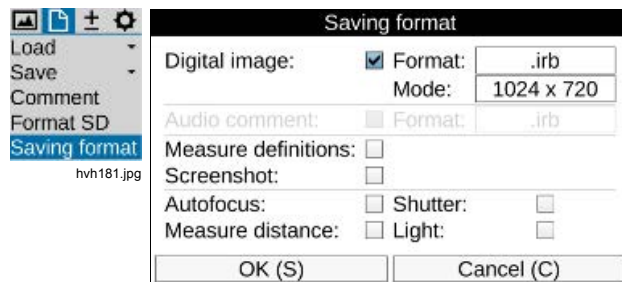 Load
Save
Comment
Format SD
Saving format
hvh181.jpg
Saving format
Digital image: Format: .irb
Mode: 1024 x 720
Audio comment: Format: .irb
Measure definitions:
Screenshot:
Autofocus: Shutter:
Measure distance: Light:
OK (S) Cancel (C)